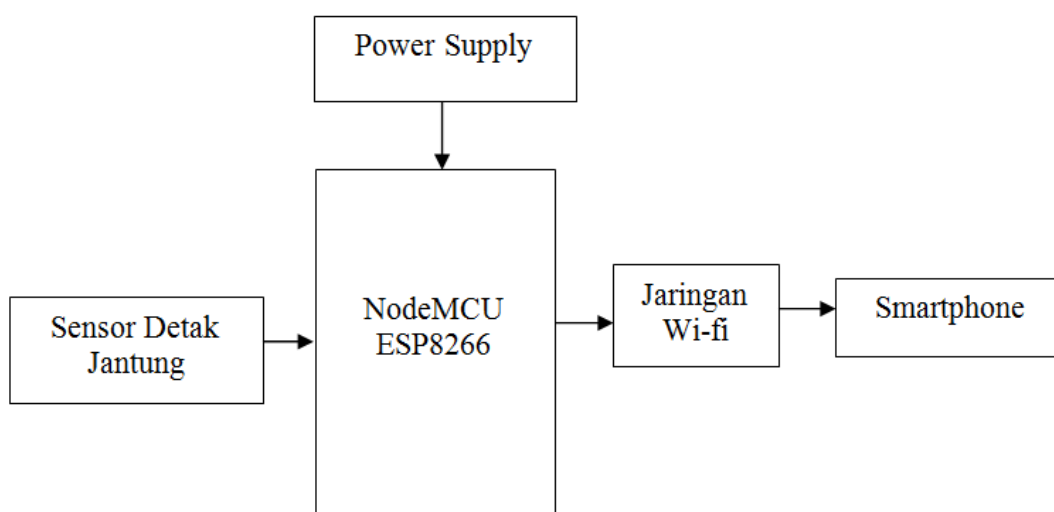 Power Supply
Sensor Detak
Jantung
NodeMCU
ESP8266
Jaringan
Wi-fi
Smartphone